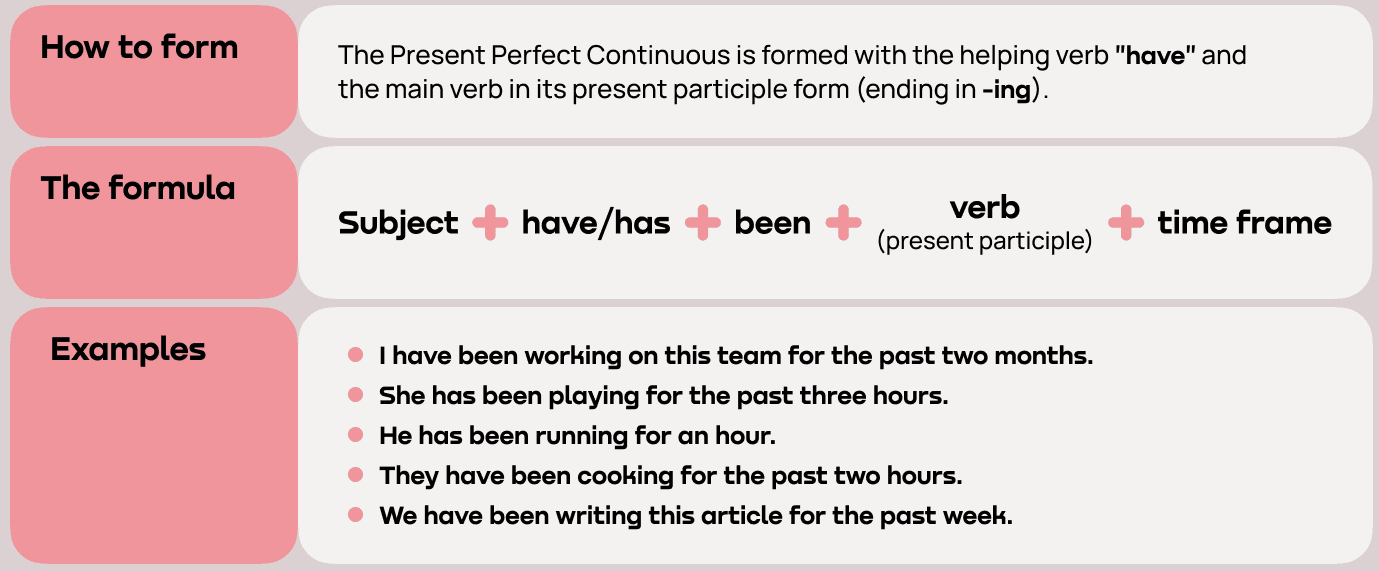 How to form
The Present Perfect Continuous is formed with the helping verb "have" and
the main verb in its present participle form (ending in -ing).
The formula
Subject + have/has + been + verb (present participle) + time frame
Examples
I have been working on this team for the past two months.
She has been playing for the past three hours.
He has been running for an hour.
They have been cooking for the past two hours.
We have been writing this article for the past week.